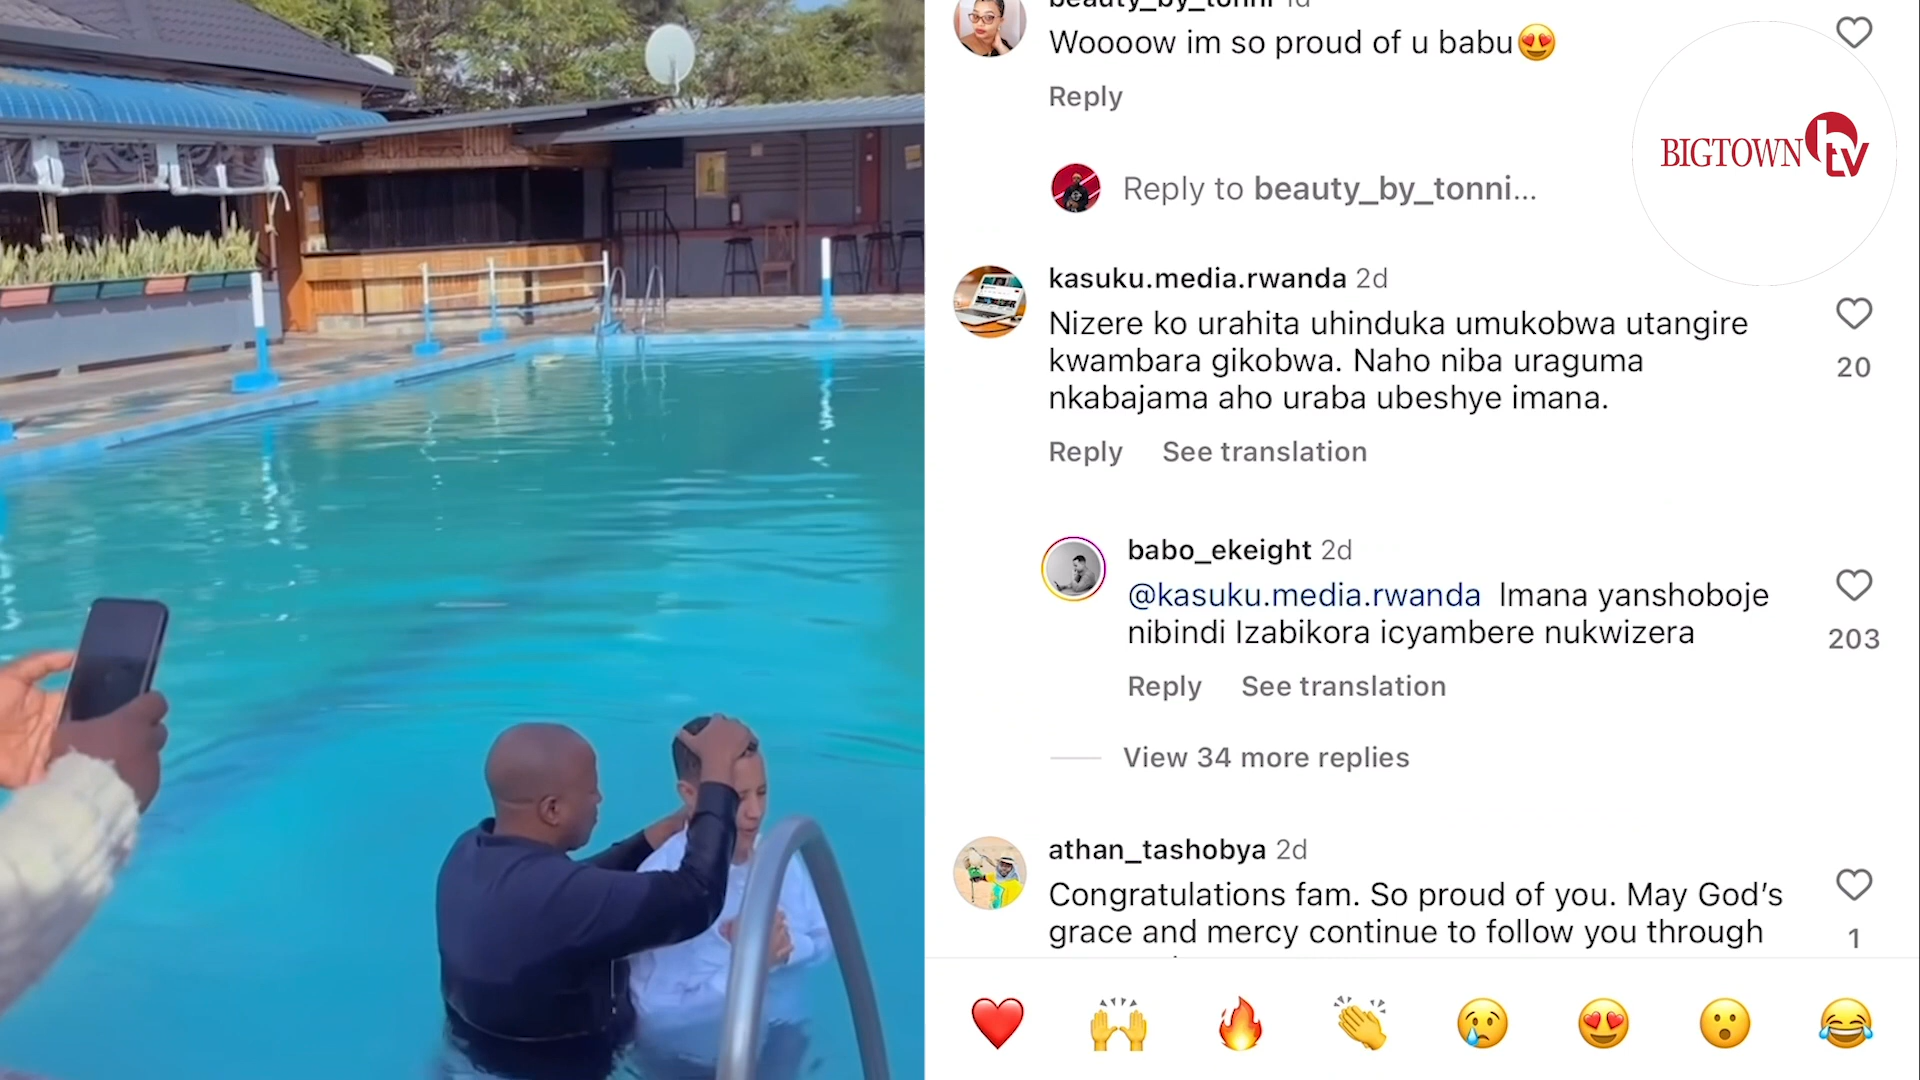 beauty_by_tonni 1d
Woooow im so proud of u babu😍
Reply
Reply to beauty_by_tonni...
BIGTOWN tv
kasuku.media.rwanda 2d
Nizere ko urahita uhinduka umukobwa utangire
kwambara gikobwa. Naho niba uraguma
nkabajama aho uraba ubeshye imana.
20
Reply See translation
babo_ekeight 2d
@kasuku.media.rwanda Imana yanshoboje
nibindi Izabikora icyambere nukwizera
203
Reply See translation
View 34 more replies
athan_tashobya 2d
Congratulations fam. So proud of you. May God’s
grace and mercy continue to follow you through
1